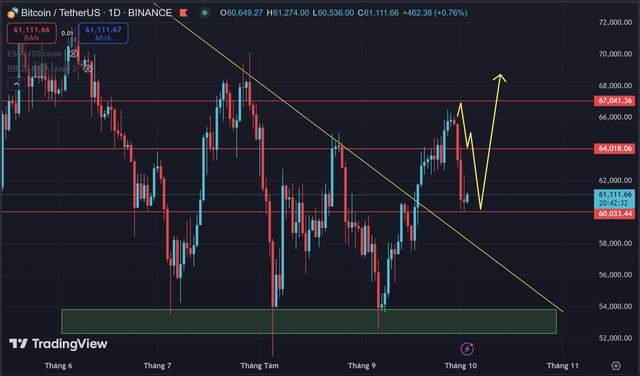 Bitcoin / TetherUS · 1D · BINANCE O60,649.27 H61,274.00 L60,536.00 C61,111.66 +462.38 (+0.76%)
61,111.66 BÁN 0.01 61,111.67 MUA
EMA 100 close
72,000.00
70,000.00
68,000.00
67,041.36
66,000.00
64,018.06
62,000.00
61,111.66
20:42:32
60,033.44
58,000.00
56,000.00
54,000.00
52,000.00
TradingView
Tháng 6 Tháng 7 Tháng Tám Tháng 9 Tháng 10 Tháng 11